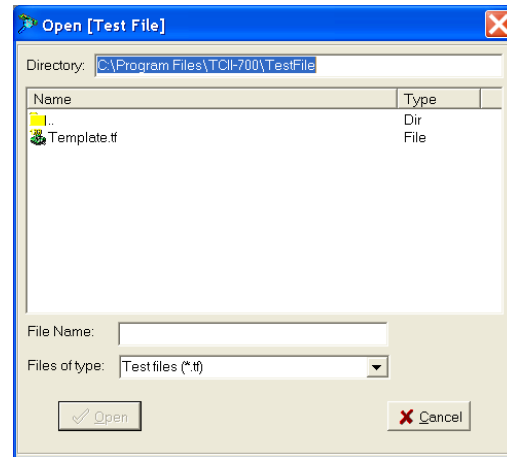 Open [Test File]
Directory: C:\Program Files\TCII-700\TestFile
Name Type
.. Dir
Template.tf File
File Name:
Files of type: Test files (*.tf)
Open Cancel